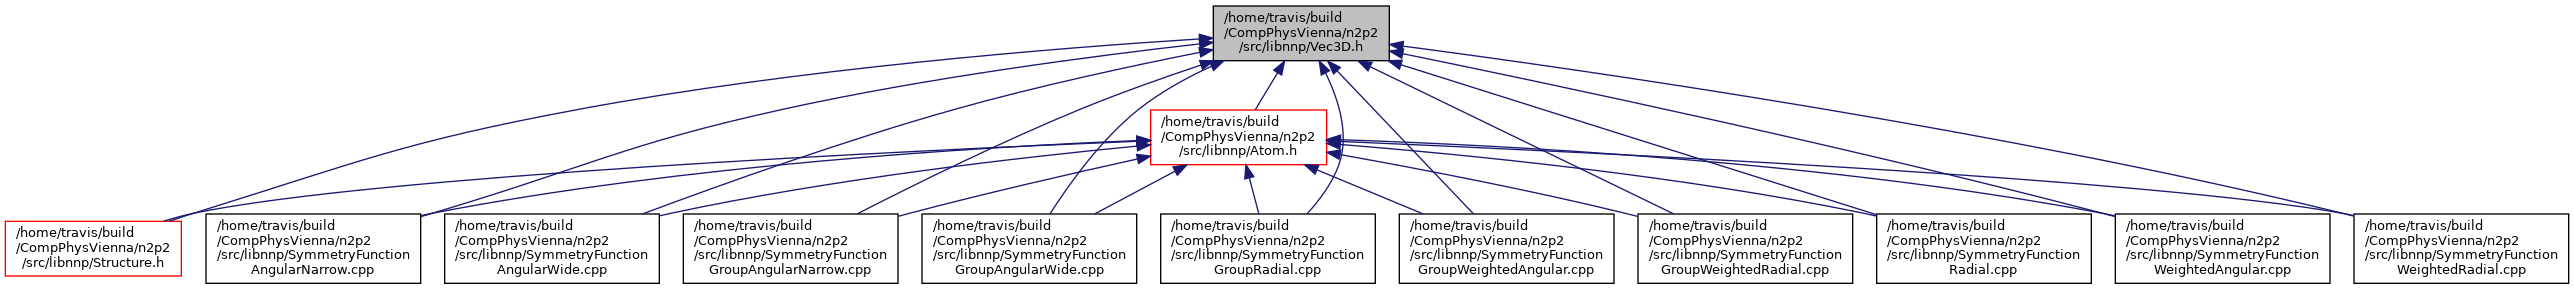 /home/travis/build
/CompPhysVienna/n2p2
/src/libnnp/Vec3D.h
/home/travis/build
/CompPhysVienna/n2p2
/src/libnnp/Atom.h
/home/travis/build
/CompPhysVienna/n2p2
/src/libnnp/Structure.h
/home/travis/build
/CompPhysVienna/n2p2
/src/libnnp/SymmetryFunction
AngularNarrow.cpp
/home/travis/build
/CompPhysVienna/n2p2
/src/libnnp/SymmetryFunction
AngularWide.cpp
/home/travis/build
/CompPhysVienna/n2p2
/src/libnnp/SymmetryFunction
GroupAngularNarrow.cpp
/home/travis/build
/CompPhysVienna/n2p2
/src/libnnp/SymmetryFunction
GroupAngularWide.cpp
/home/travis/build
/CompPhysVienna/n2p2
/src/libnnp/SymmetryFunction
GroupRadial.cpp
/home/travis/build
/CompPhysVienna/n2p2
/src/libnnp/SymmetryFunction
GroupWeightedAngular.cpp
/home/travis/build
/CompPhysVienna/n2p2
/src/libnnp/SymmetryFunction
GroupWeightedRadial.cpp
/home/travis/build
/CompPhysVienna/n2p2
/src/libnnp/SymmetryFunction
Radial.cpp
/home/travis/build
/CompPhysVienna/n2p2
/src/libnnp/SymmetryFunction
WeightedAngular.cpp
/home/travis/build
/CompPhysVienna/n2p2
/src/libnnp/SymmetryFunction
WeightedRadial.cpp